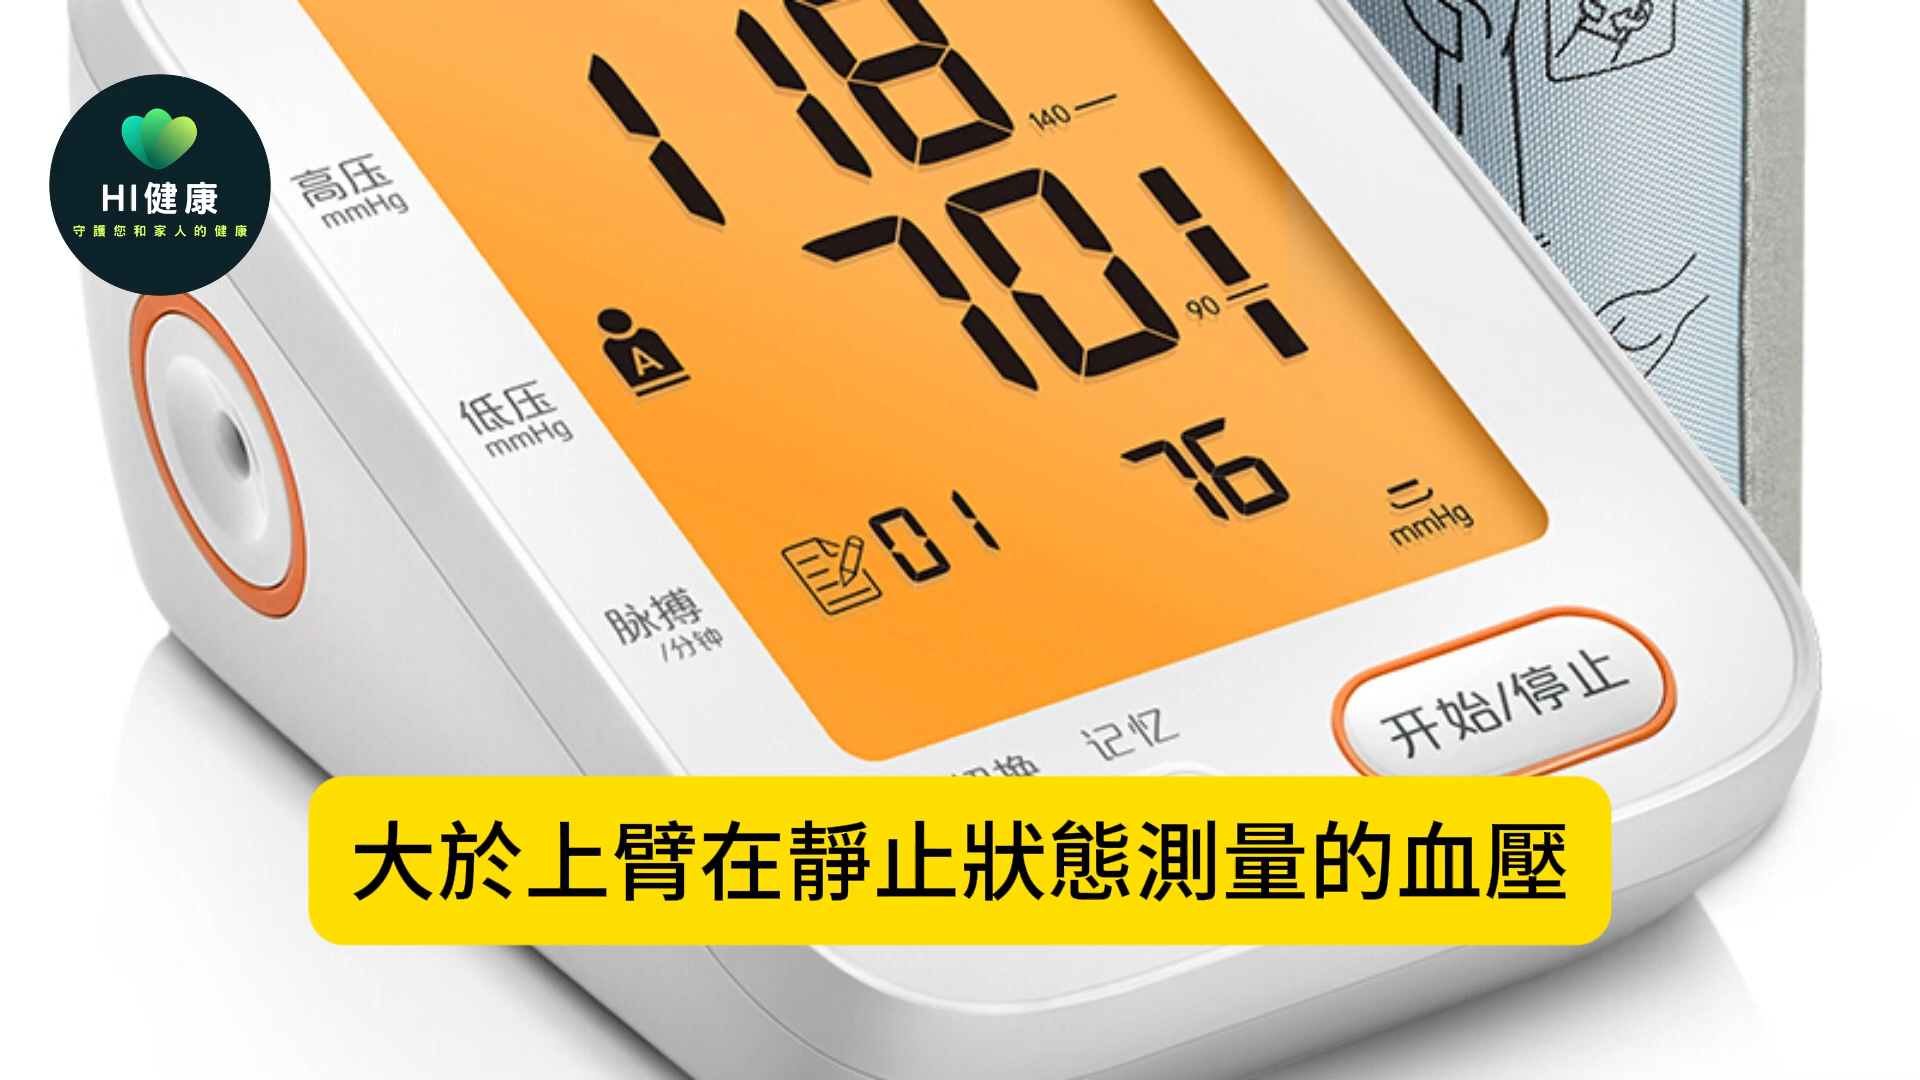 HI健康
守護您和家人的健康
高压
mmHg
118
140
低压
mmHg
70
90
A
脉搏
/分钟
01
76
mmHg
记忆
开始/停止
大於上臂在靜止狀態測量的血壓